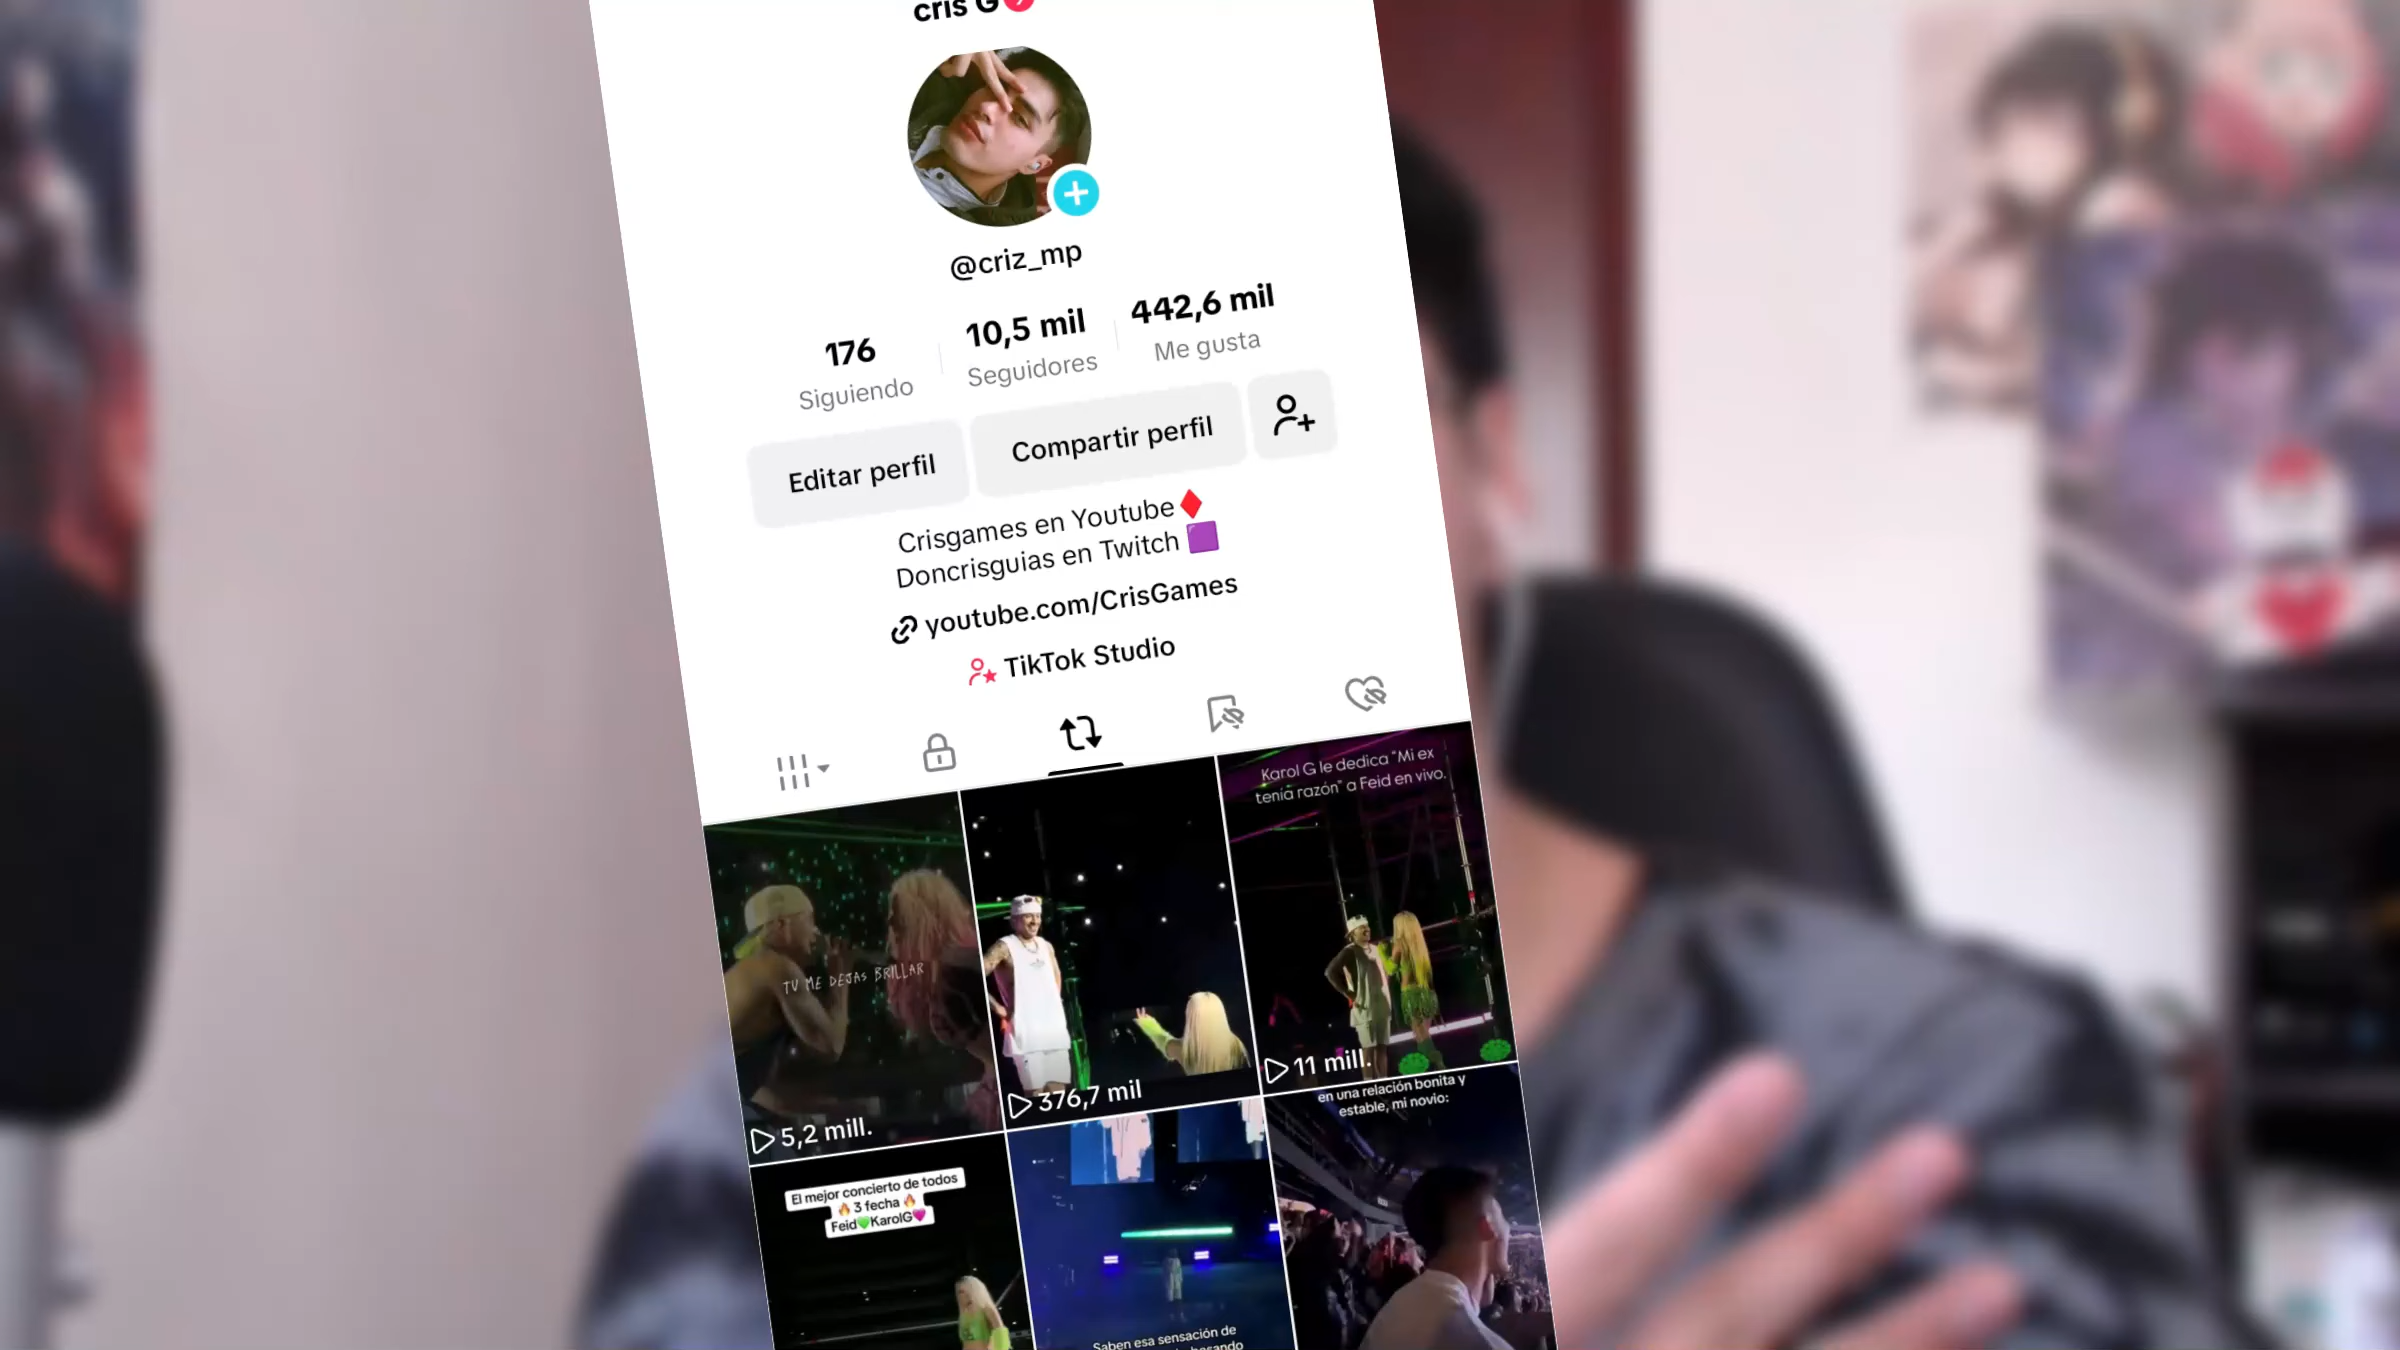 cris G
@criz_mp
176
Siguiendo
10,5 mil
Seguidores
442,6 mil
Me gusta
Editar perfil
Compartir perfil
Crisgames en Youtube
Doncrisguias en Twitch
youtube.com/CrisGames
TikTok Studio
TU ME DEJAS BRILLAR
5,2 mill.
376,7 mil
Karol G le dedica "Mi ex
tenía razón" a Feid en vivo.
11 mill.
El mejor concierto de todos
3 fecha
Feid KarolG
Saben esa sensación de
en una relación bonita y
estable, mi novio: